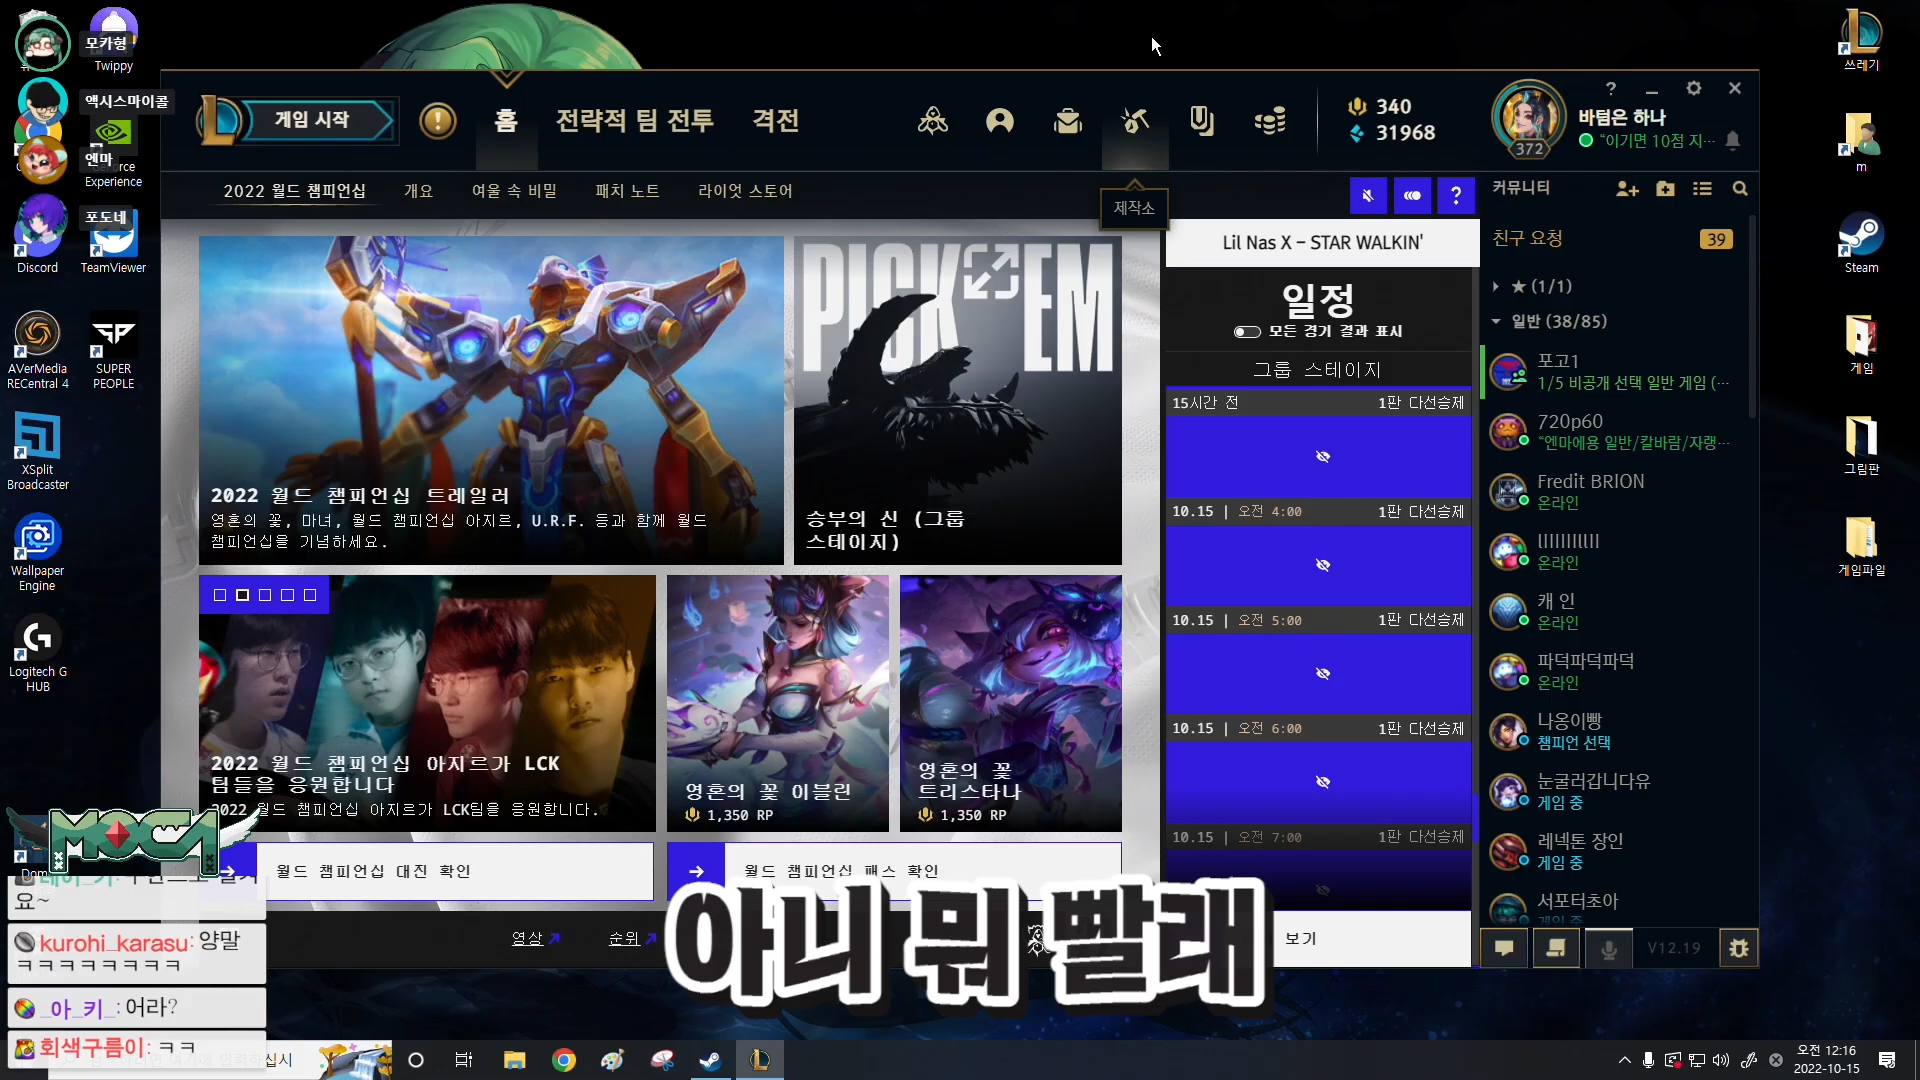 모카형
Twippy
액시스마이콜
엔마
Experience
포도네
Discord
TeamViewer
AVerMedia
RECentral 4
SUPER
PEOPLE
XSplit
Broadcaster
Wallpaper
Engine
Logitech G
HUB
쓰레기
m
Steam
게임
그림판
게임파일
게임 시작
홈
전략적 팀 전투
격전
340
31968
372
바텀은 하나
"이기면 10점 지···
2022 월드 챔피언십
개요
여울 속 비밀
패치 노트
라이엇 스토어
제작소
PICK'EM
2022 월드 챔피언십 트레일러
영혼의 꽃, 마녀, 월드 챔피언십 아지르, U.R.F. 등과 함께 월드
챔피언십을 기념하세요.
승부의 신 (그룹
스테이지)
2022 월드 챔피언십 아지르가 LCK
팀들을 응원합니다
2022 월드 챔피언십 아지르가 LCK팀을 응원합니다.
영혼의 꽃 이블린
1,350 RP
영혼의 꽃
트리스타나
1,350 RP
월드 챔피언십 대진 확인
월드 챔피언십 패스 확인
영상
순위
보기
Lil Nas X – STAR WALKIN'
일정
모든 경기 결과 표시
그룹 스테이지
15시간 전 1판 다선승제
10.15 | 오전 4:00 1판 다선승제
10.15 | 오전 5:00 1판 다선승제
10.15 | 오전 6:00 1판 다선승제
10.15 | 오전 7:00 1판 다선승제
커뮤니티
친구 요청 39
★ (1/1)
일반 (38/85)
포고1
1/5 비공개 선택 일반 게임 (···
720p60
"엔마에용 일반/칼바람/자랭···
Fredit BRION
온라인
온라인
캐 인
온라인
파덕파덕파덕
온라인
나옹이빵
챔피언 선택
눈굴러갑니다유
게임 중
레넥톤 장인
게임 중
서포터초아
게임 중
V12.19
MOCA
요~
kurohi_karasu: 양말
ㅋㅋㅋㅋㅋㅋㅋㅋ
_아_키_: 어라?
회색구름이: ㅋㅋ
아니 뭐 빨래
오전 12:16
2022-10-15